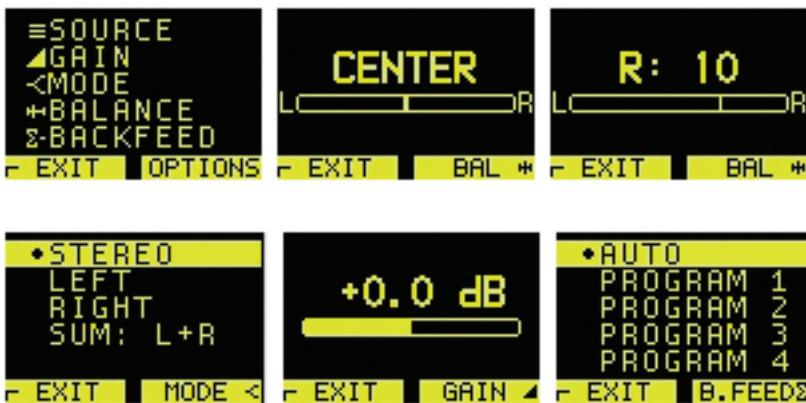 ≡SOURCE
◢GAIN
<MODE
BALANCE
Σ-BACKFEED
EXIT OPTIONS
CENTER
L R
EXIT BAL
R: 10
L R
EXIT BAL
•STEREO
LEFT
RIGHT
SUM: L+R
EXIT MODE <
+0.0 dB
EXIT GAIN ◢
•AUTO
PROGRAM 1
PROGRAM 2
PROGRAM 3
PROGRAM 4
EXIT B.FEEDΣ